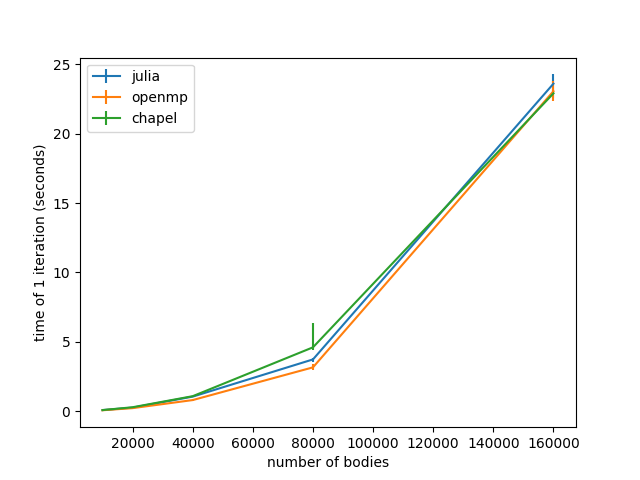 julia
openmp
chapel
time of 1 iteration (seconds)
25
20
15
10
5
0
20000 40000 60000 80000 100000 120000 140000 160000
number of bodies